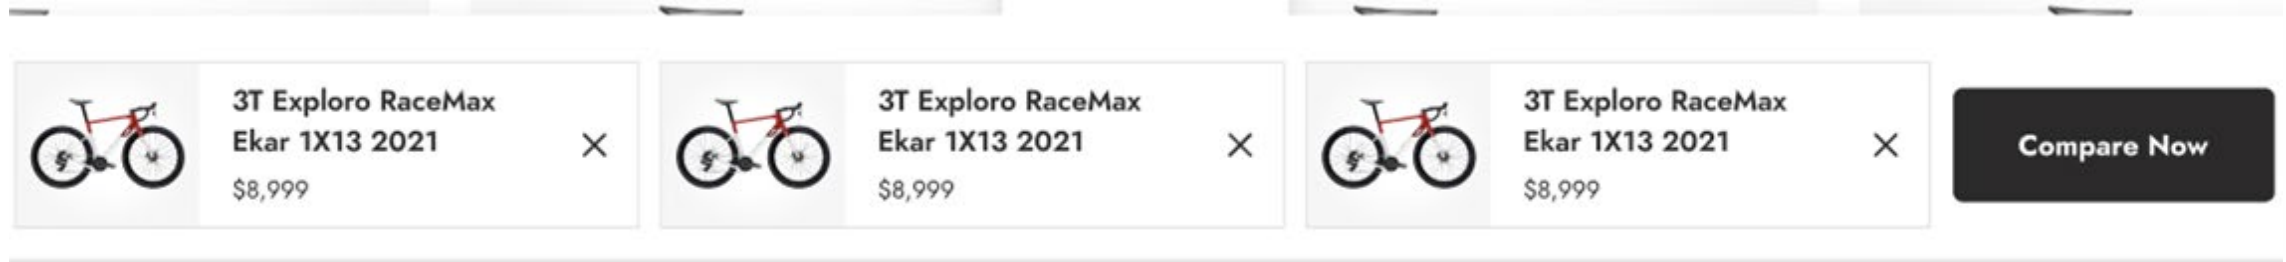 3T Exploro RaceMax
Ekar 1X13 2021
$8,999
3T Exploro RaceMax
Ekar 1X13 2021
$8,999
3T Exploro RaceMax
Ekar 1X13 2021
$8,999
Compare Now